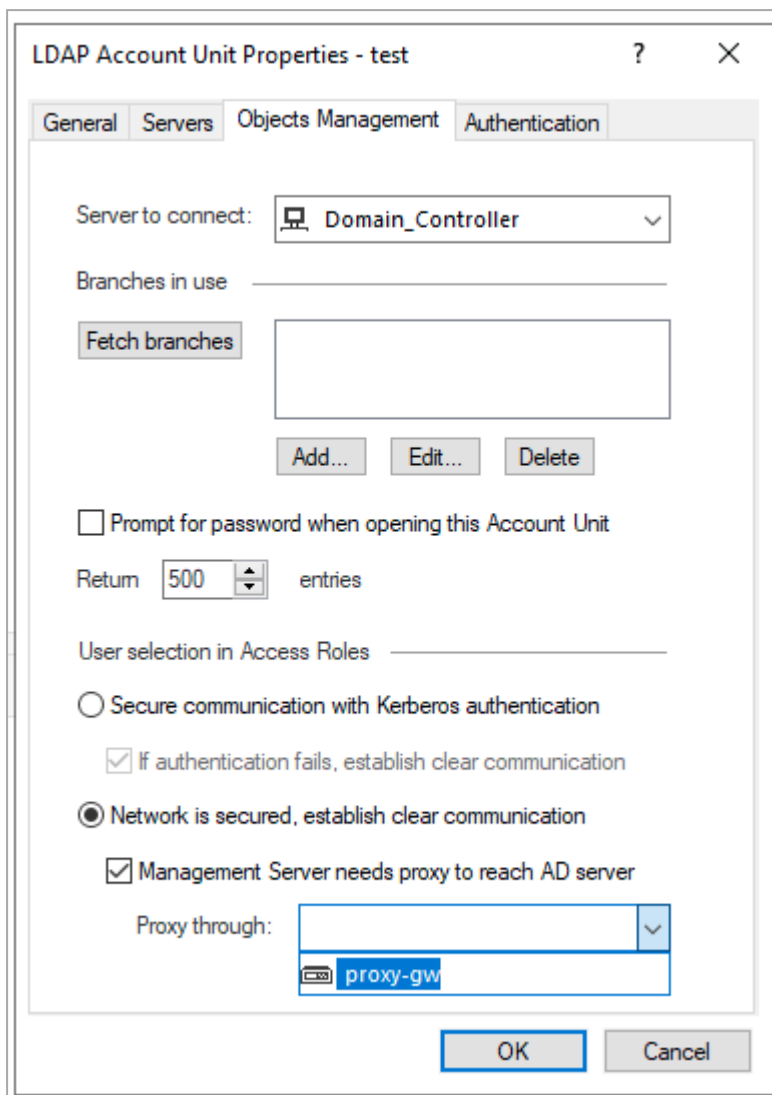 LDAP Account Unit Properties - test
General Servers Objects Management Authentication
Server to connect: Domain_Controller
Branches in use
Fetch branches
Add... Edit... Delete
Prompt for password when opening this Account Unit
Return 500 entries
User selection in Access Roles
Secure communication with Kerberos authentication
If authentication fails, establish clear communication
Network is secured, establish clear communication
Management Server needs proxy to reach AD server
Proxy through:
proxy-gw
OK Cancel